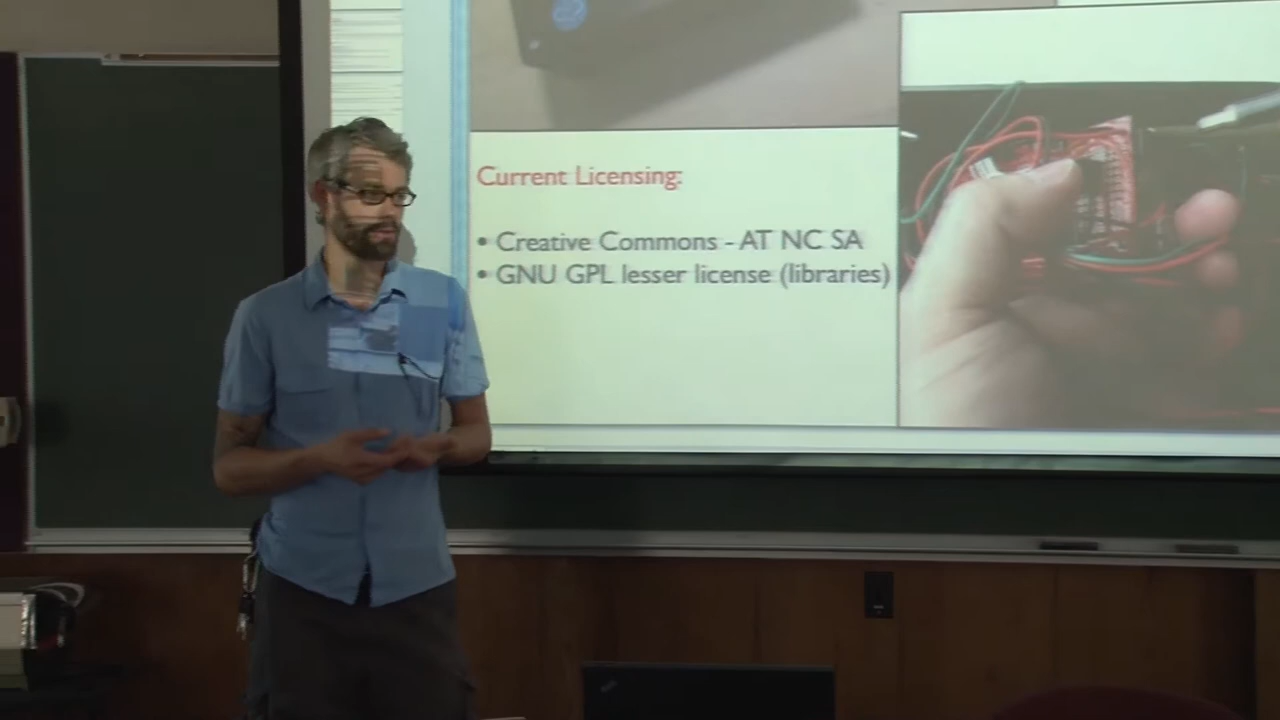 Current Licensing:
• Creative Commons - AT NC SA
• GNU GPL lesser license (libraries)